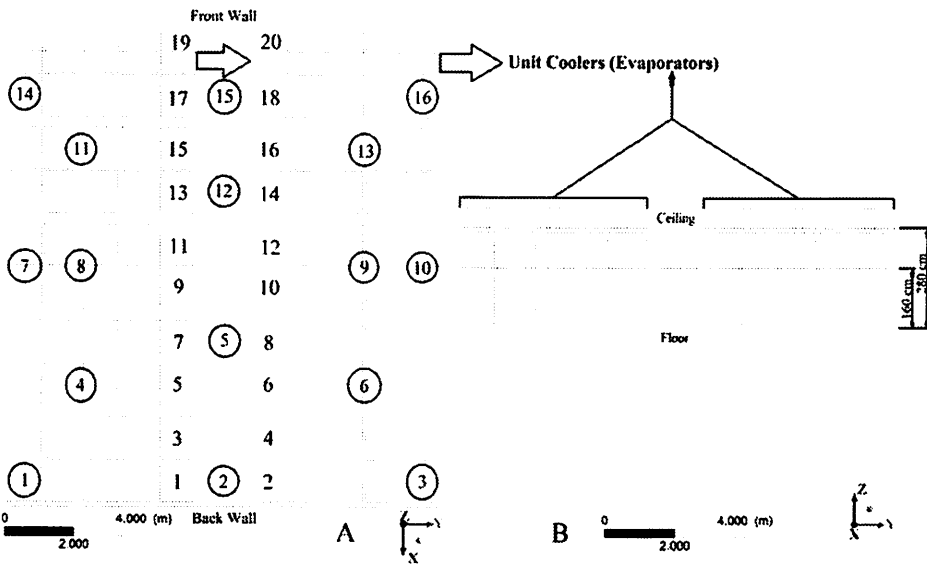 Front Wall
19 20
Unit Coolers (Evaporators)
14 17 15 18 16
11 15 16 13
13 12 14
Ceiling
11 12
7 8 9 10
9 10
280 cm
160 cm
7 5 8
Floor
4 5 6 6
3 4
1 1 2 2 3
Back Wall
0 4.000 (m)
2.000
A
Z
X
B
0 4.000 (m)
2.000
Z
X